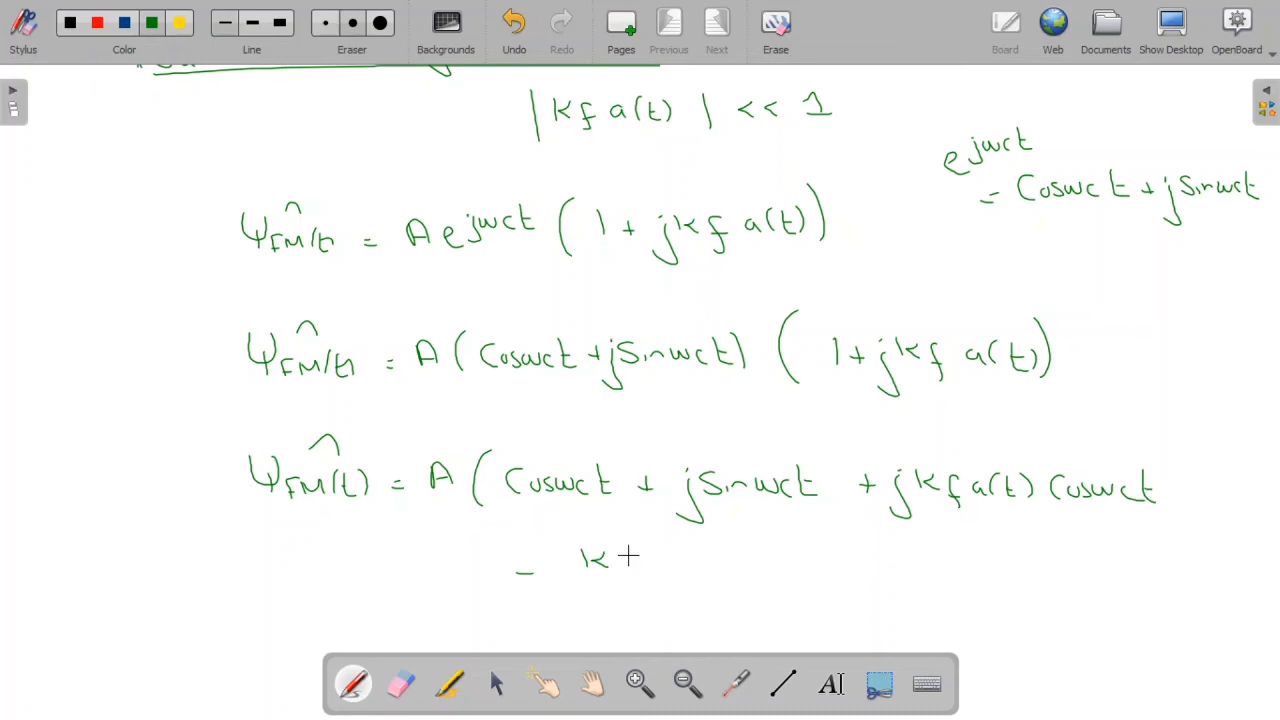 Stylus Color Line Eraser Backgrounds Undo Redo Pages Previous Next Erase Board Web Documents Show Desktop OpenBoard
|kf a(t)| << 1
e^jwct
= Coswct + jSinwct
Ψ̂FM(t) = A e^jwct (1 + jkf a(t))
Ψ̂FM(t) = A (Coswct + jSinwct) (1 + jkf a(t))
Ψ̂FM(t) = A (Coswct + jSinwct + jkf a(t) Coswct
- k